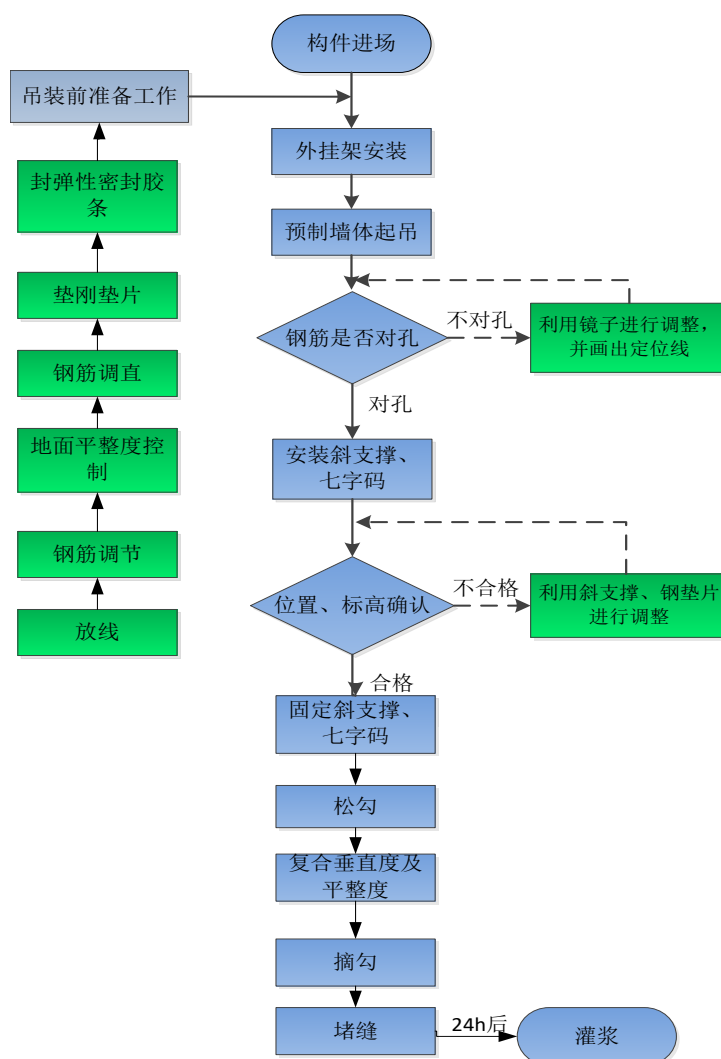 构件进场
吊装前准备工作
外挂架安装
封弹性密封胶
条
预制墙体起吊
垫刚垫片
钢筋是否对孔
不对孔
利用镜子进行调整，
并画出定位线
钢筋调直
对孔
地面平整度控
制
安装斜支撑、
七字码
钢筋调节
位置、标高确认
不合格
利用斜支撑、钢垫片
进行调整
放线
合格
固定斜支撑、
七字码
松勾
复合垂直度及
平整度
摘勾
堵缝
24h后
灌浆